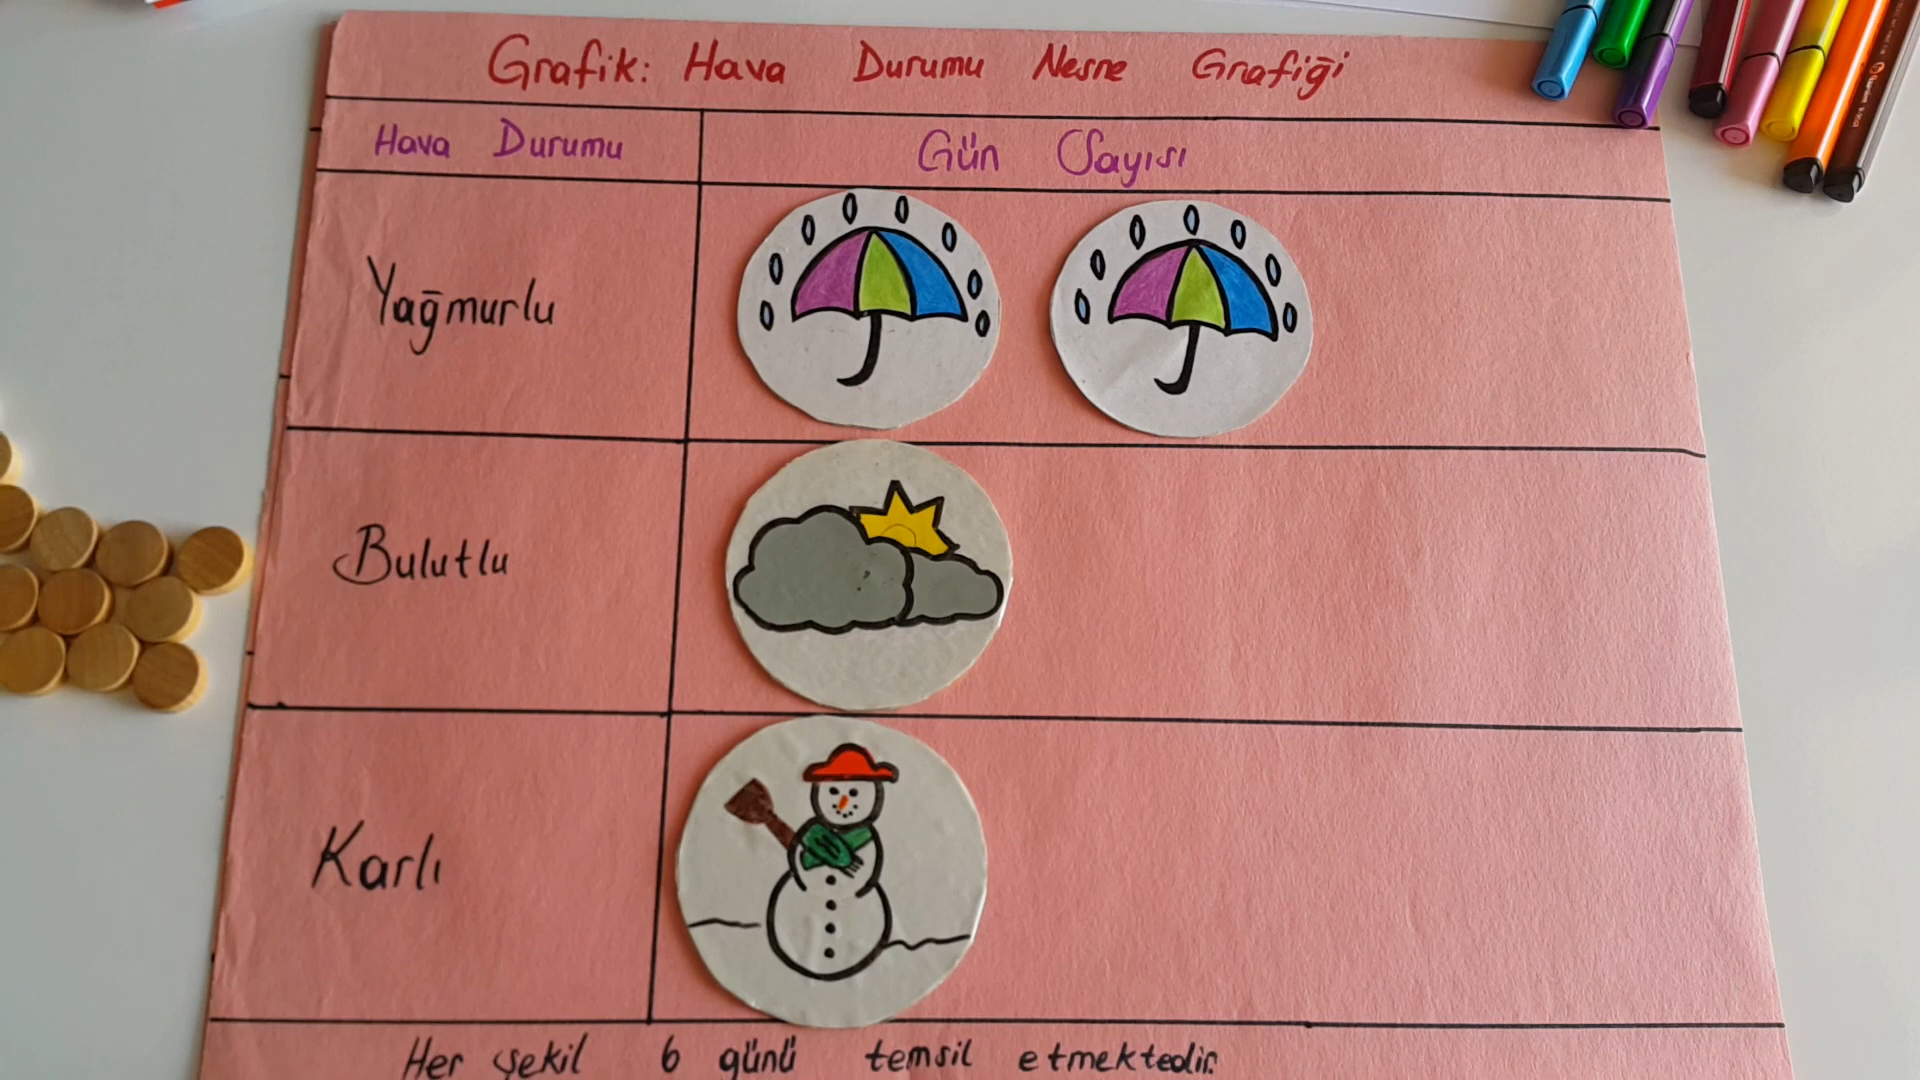 Grafik: Hava Durumu Nesne Grafiği
Hava Durumu Gün Sayısı
Yağmurlu
Bulutlu
Karlı
Her şekil 6 günü temsil etmektedir.